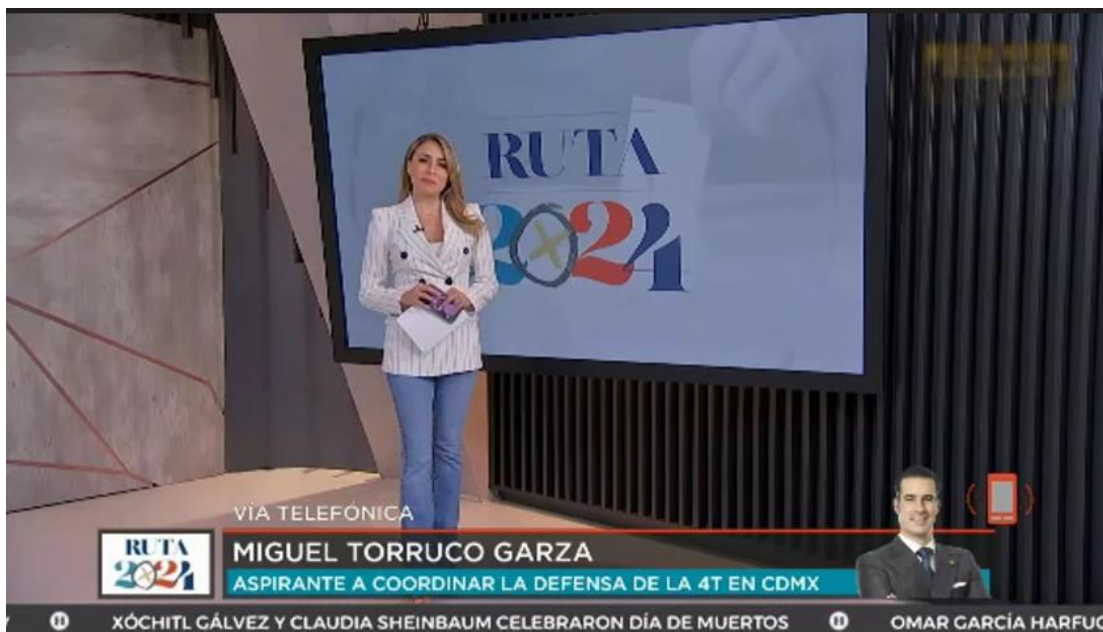 RUTA
2024
VÍA TELEFÓNICA
RUTA
2024
MIGUEL TORRUCO GARZA
ASPIRANTE A COORDINAR LA DEFENSA DE LA 4T EN CDMX
XÓCHITL GÁLVEZ Y CLAUDIA SHEINBAUM CELEBRARON DÍA DE MUERTOS OMAR GARCÍA HARFUC